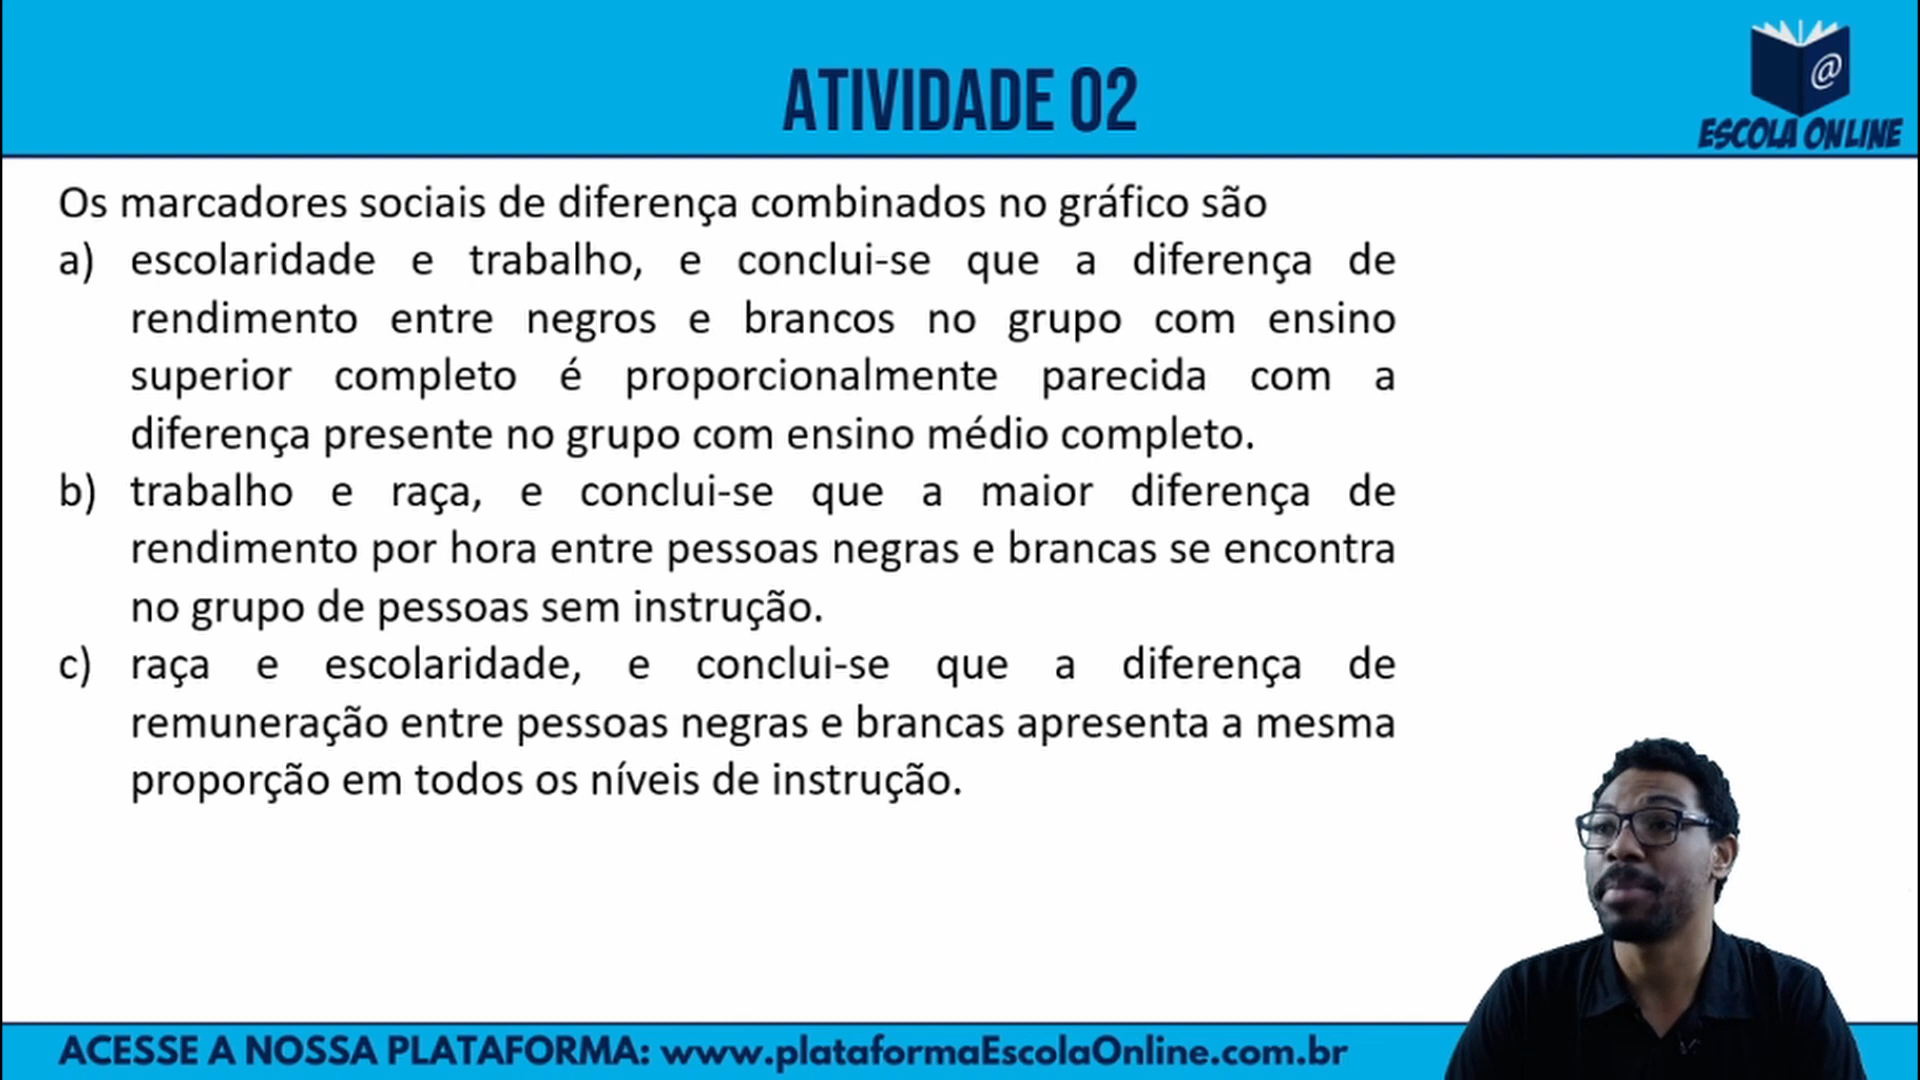 ATIVIDADE 02
@
ESCOLA ONLINE
Os marcadores sociais de diferença combinados no gráfico são
a) escolaridade e trabalho, e conclui-se que a diferença de
rendimento entre negros e brancos no grupo com ensino
superior completo é proporcionalmente parecida com a
diferença presente no grupo com ensino médio completo.
b) trabalho e raça, e conclui-se que a maior diferença de
rendimento por hora entre pessoas negras e brancas se encontra
no grupo de pessoas sem instrução.
c) raça e escolaridade, e conclui-se que a diferença de
remuneração entre pessoas negras e brancas apresenta a mesma
proporção em todos os níveis de instrução.
ACESSE A NOSSA PLATAFORMA: www.plataformaEscolaOnline.com.br